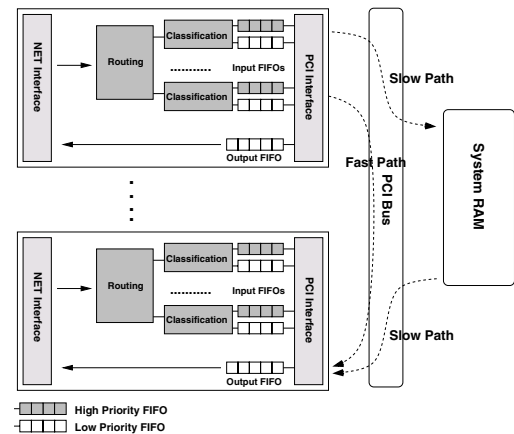 NET Interface
Routing
Classification
Input FIFOs
Classification
Output FIFO
PCI Interface
Slow Path
Fast Path
PCI Bus
System RAM
NET Interface
Routing
Classification
Input FIFOs
Classification
Output FIFO
PCI Interface
Slow Path
High Priority FIFO
Low Priority FIFO